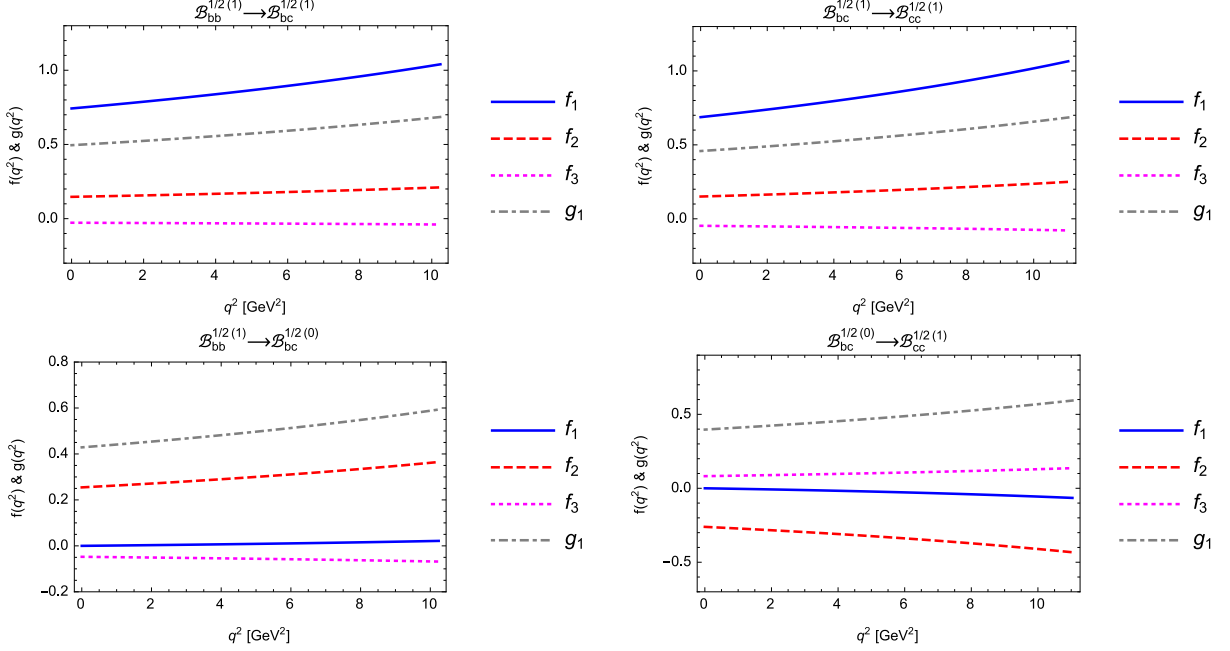 ℬ_bb^1/2 (1) → ℬ_bc^1/2 (1)
f(q²) & g(q²)
1.0
0.5
0.0
0 2 4 6 8 10
q² [GeV²]
f₁
f₂
f₃
g₁
ℬ_bc^1/2 (1) → ℬ_cc^1/2 (1)
f(q²) & g(q²)
1.0
0.5
0.0
0 2 4 6 8 10
q² [GeV²]
f₁
f₂
f₃
g₁
ℬ_bb^1/2 (1) → ℬ_bc^1/2 (0)
f(q²) & g(q²)
0.8
0.6
0.4
0.2
0.0
−0.2
0 2 4 6 8 10
q² [GeV²]
f₁
f₂
f₃
g₁
ℬ_bc^1/2 (0) → ℬ_cc^1/2 (1)
f(q²) & g(q²)
0.5
0.0
−0.5
0 2 4 6 8 10
q² [GeV²]
f₁
f₂
f₃
g₁